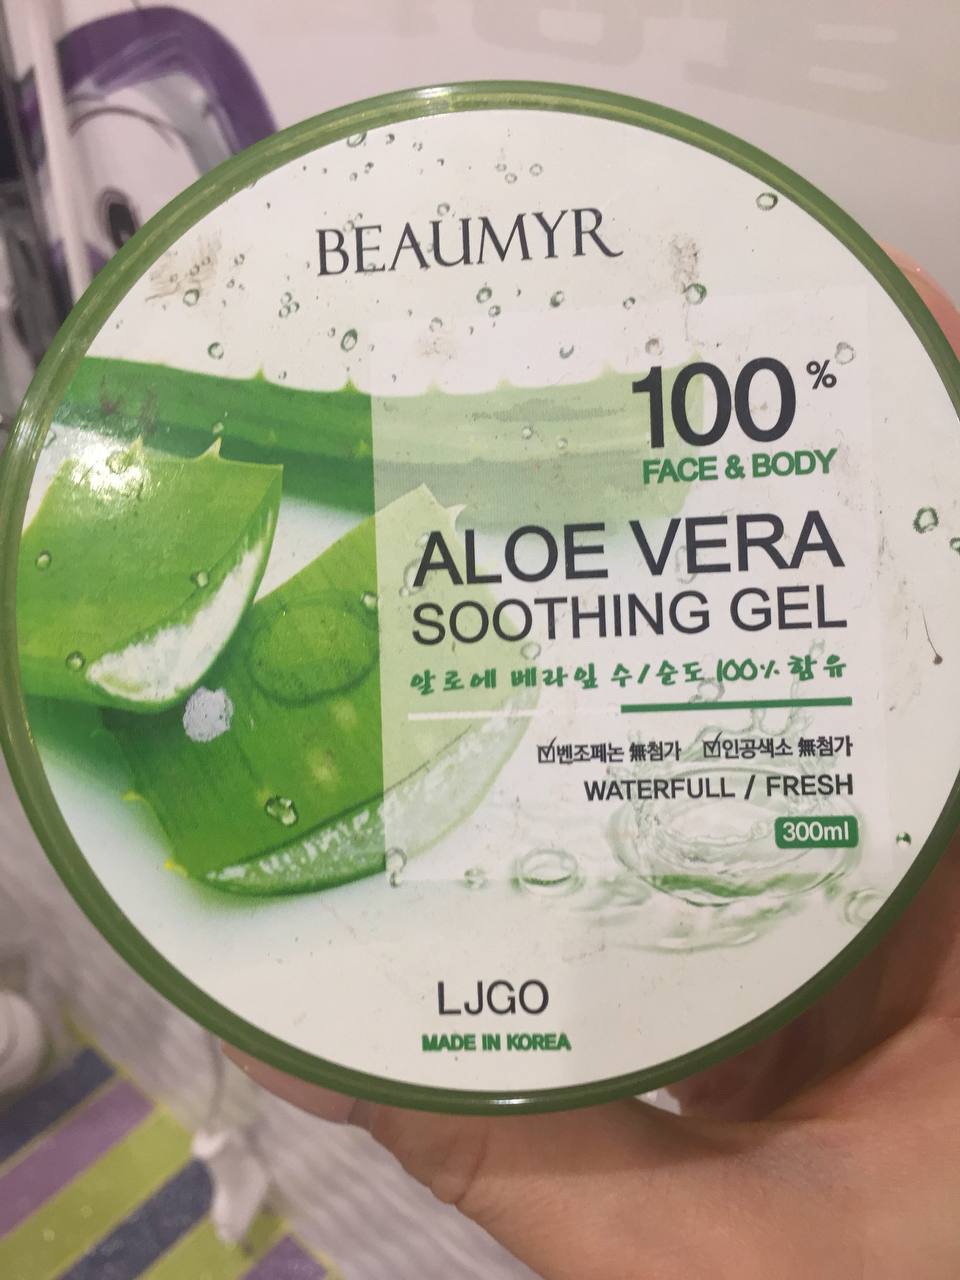 BEAUMYR
100%
FACE & BODY
ALOE VERA
SOOTHING GEL
알로에 베라잎 수/순도 100% 함유
☑벤조페논 無첨가 ☑인공색소 無첨가
WATERFULL / FRESH
300ml
LJGO
MADE IN KOREA